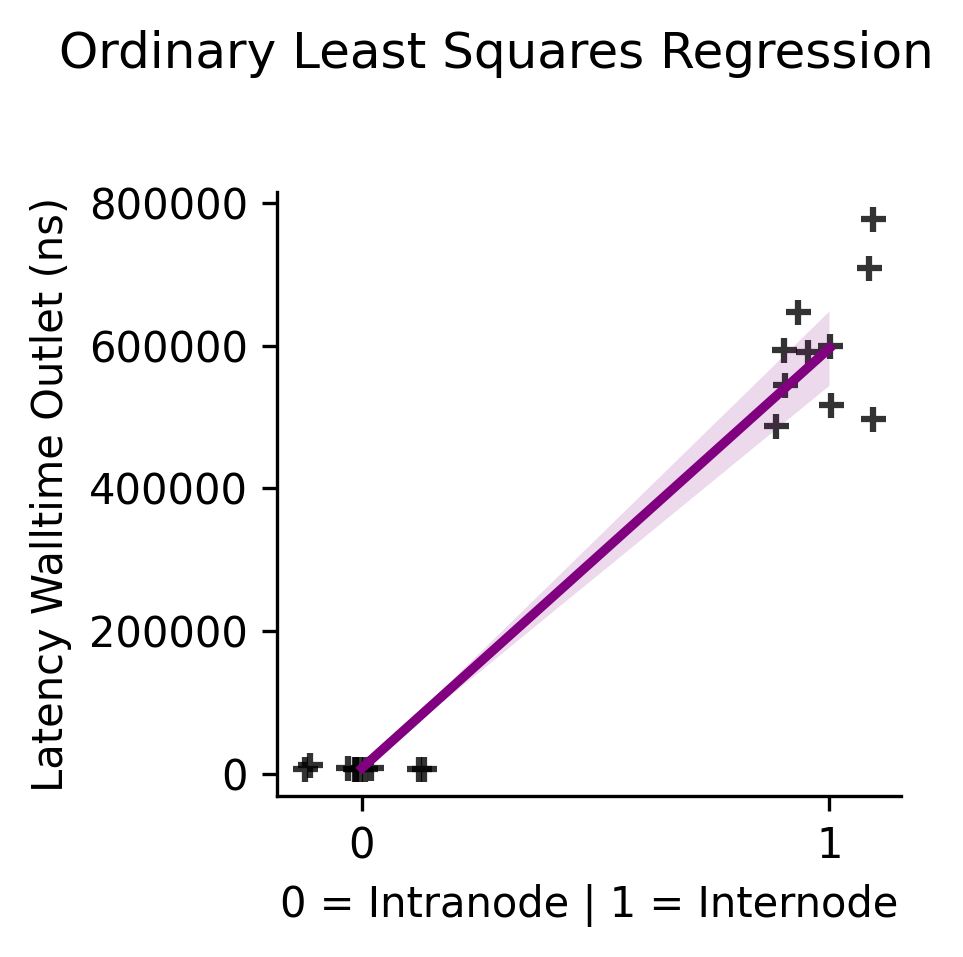 Ordinary Least Squares Regression
Latency Walltime Outlet (ns)
800000
600000
400000
200000
0
0 1
0 = Intranode | 1 = Internode